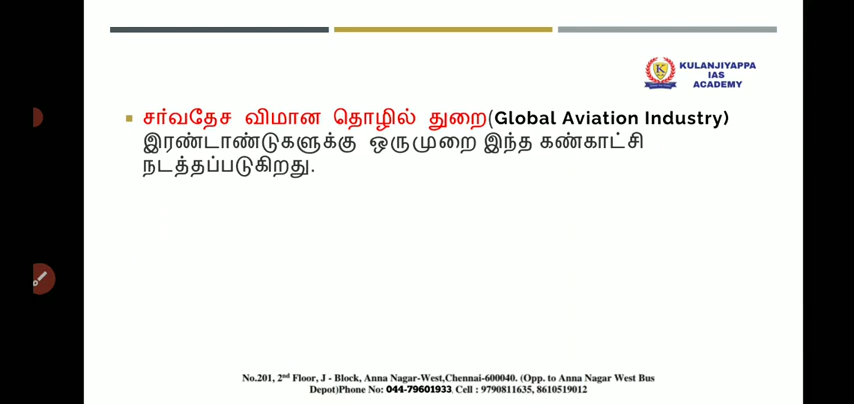 KULANJIYAPPA
IAS
ACADEMY
சர்வதேச விமான தொழில் துறை(Global Aviation Industry)
இரண்டாண்டுகளுக்கு ஒருமுறை இந்த கண்காட்சி
நடத்தப்படுகிறது.
No.201, 2nd Floor, J - Block, Anna Nagar-West,Chennai-600040. (Opp. to Anna Nagar West Bus
Depot)Phone No: 044-79601933, Cell : 9790811635, 8610519012